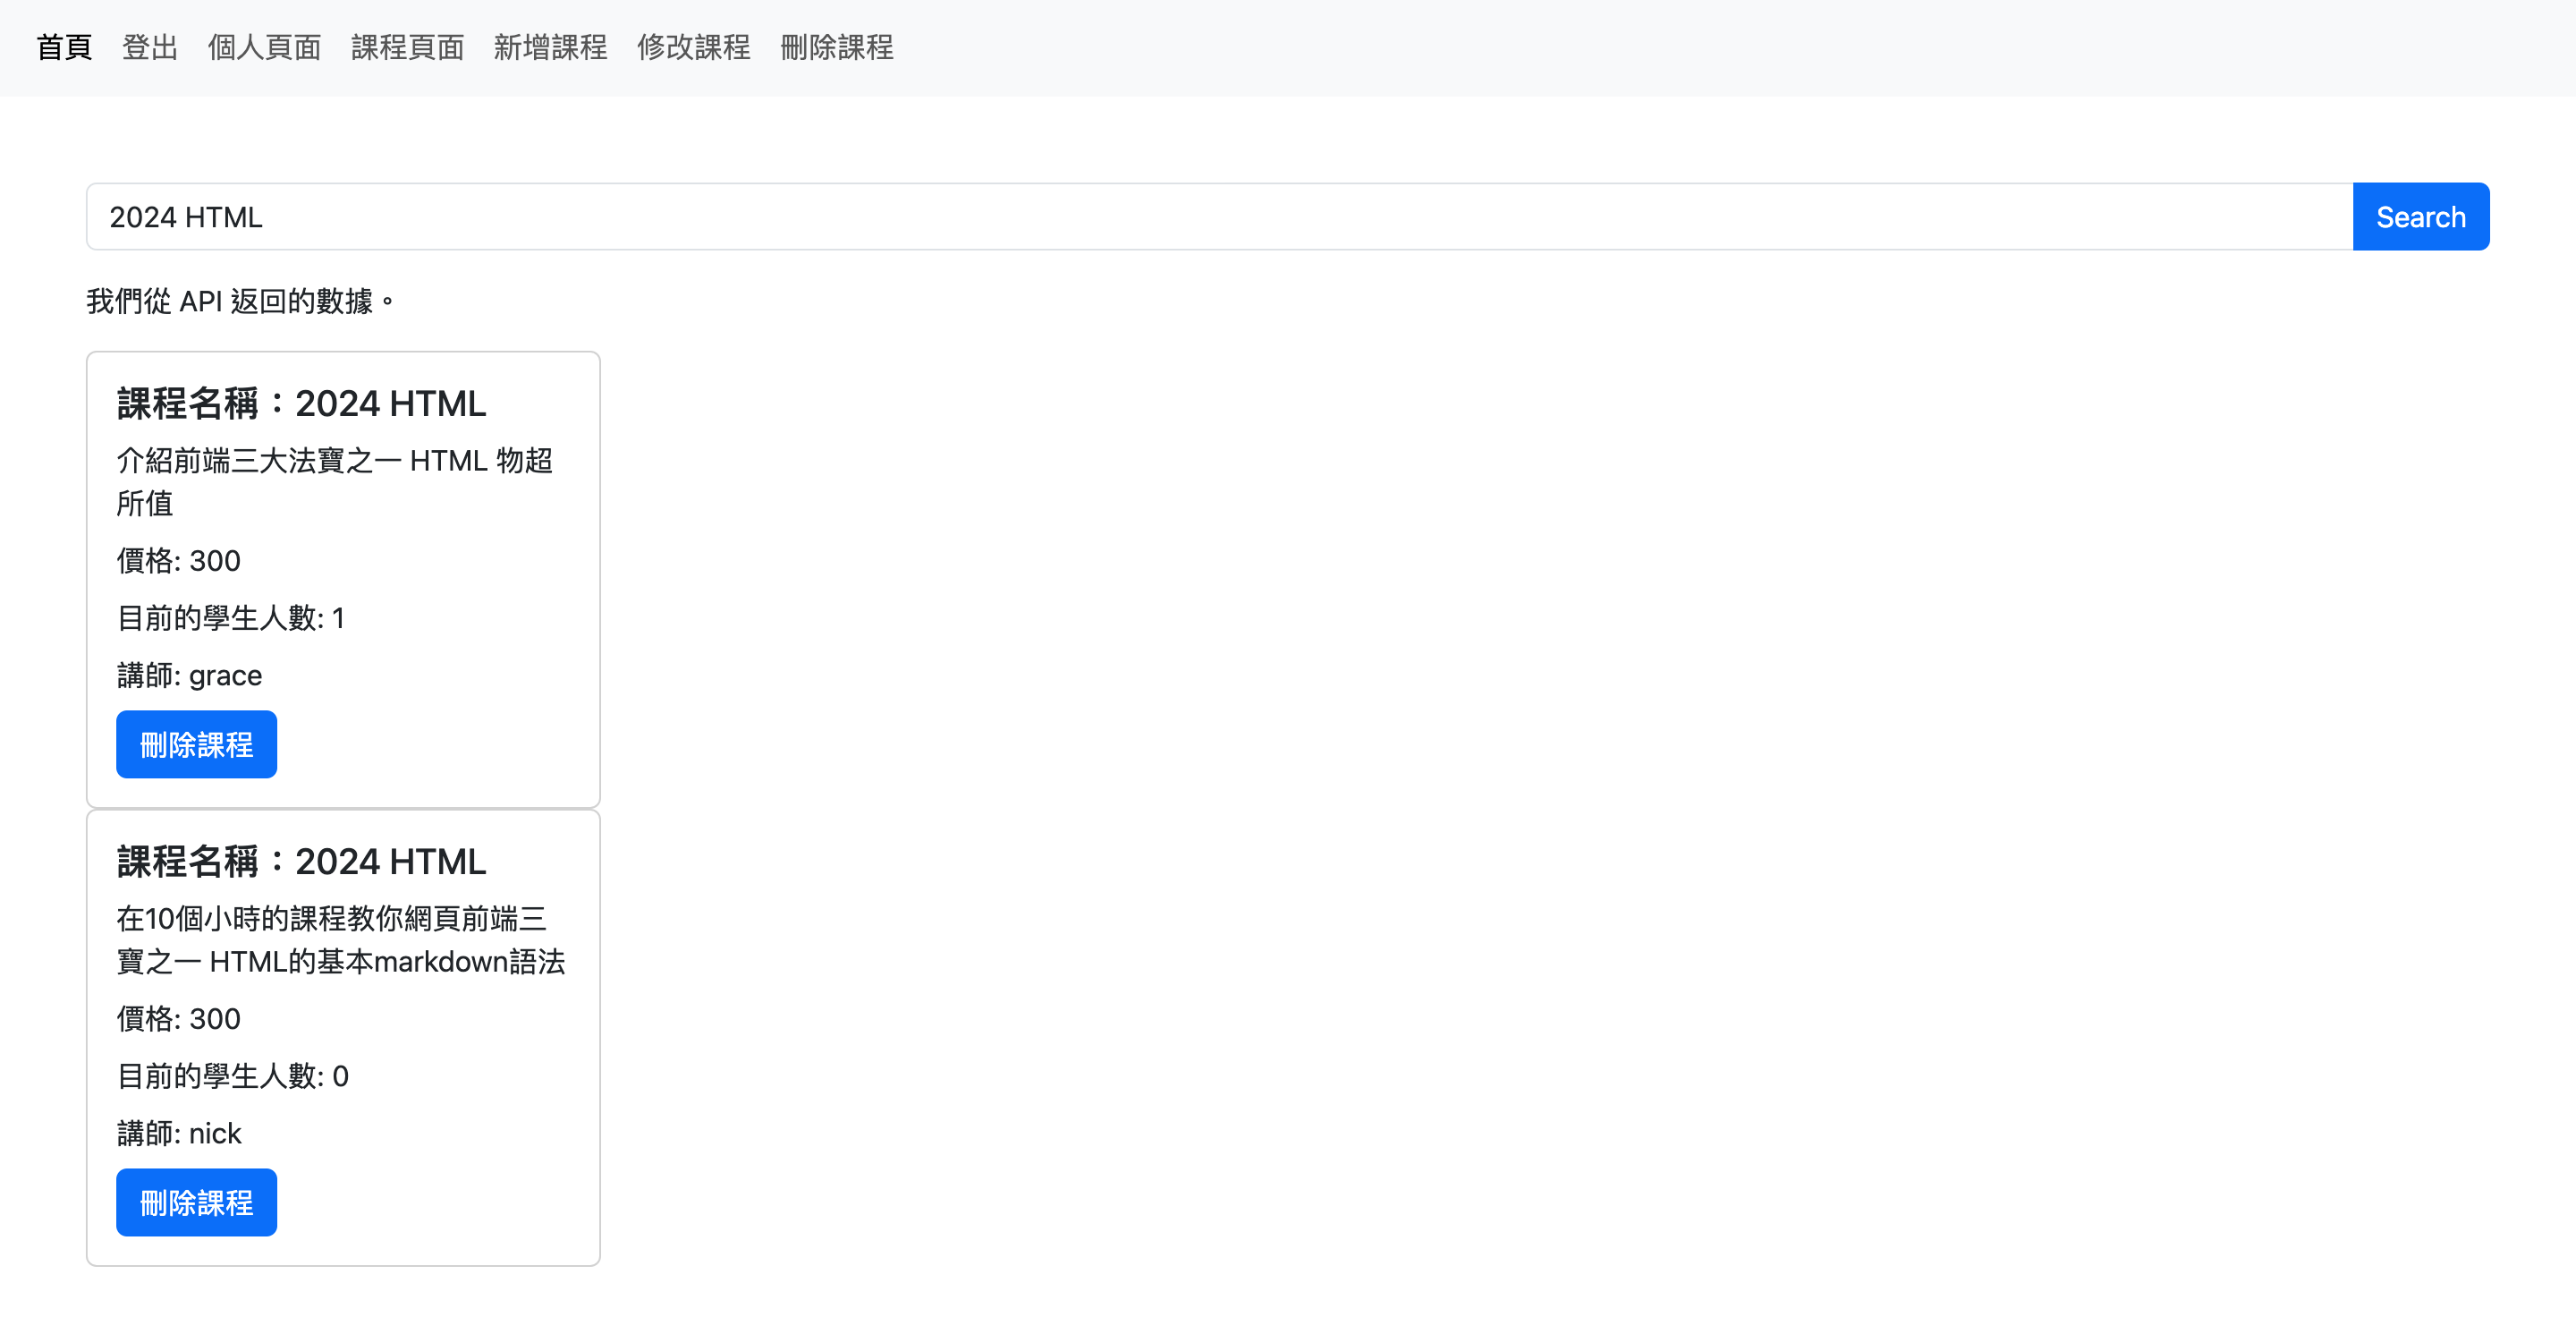 首頁 登出 個人頁面 課程頁面 新增課程 修改課程 刪除課程
2024 HTML Search
我們從 API 返回的數據。
課程名稱：2024 HTML
介紹前端三大法寶之一 HTML 物超
所值
價格: 300
目前的學生人數: 1
講師: grace
刪除課程
課程名稱：2024 HTML
在10個小時的課程教你網頁前端三
寶之一 HTML的基本markdown語法
價格: 300
目前的學生人數: 0
講師: nick
刪除課程